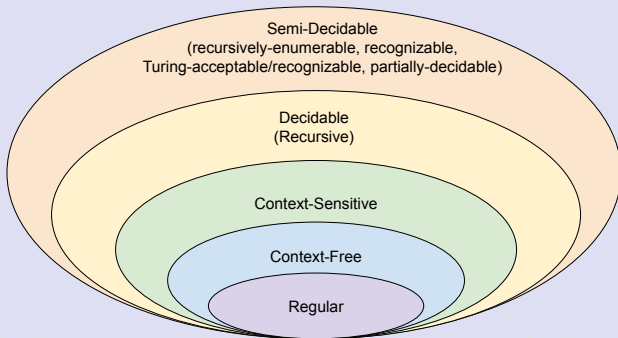 Semi-Decidable
(recursively-enumerable, recognizable,
Turing-acceptable/recognizable, partially-decidable)
Decidable
(Recursive)
Context-Sensitive
Context-Free
Regular